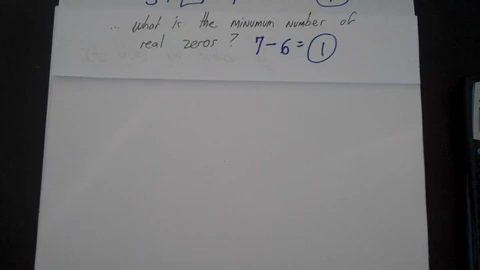 ... What is the minumum number of
real zeros? 7-6=1